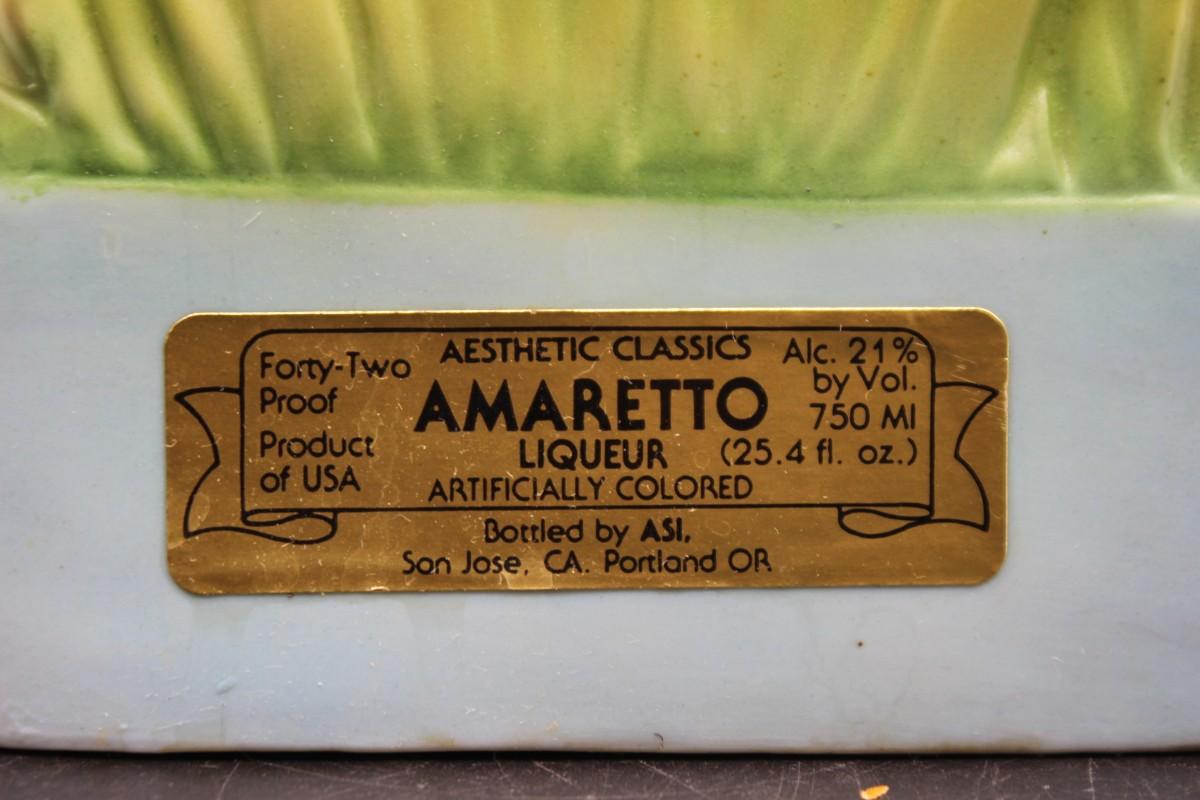 AESTHETIC CLASSICS
Forty-Two
Proof
Product
of USA
AMARETTO
LIQUEUR
ARTIFICIALLY COLORED
Alc. 21%
by Vol.
750 Ml
(25.4 fl. oz.)
Bottled by ASI,
San Jose, CA. Portland OR